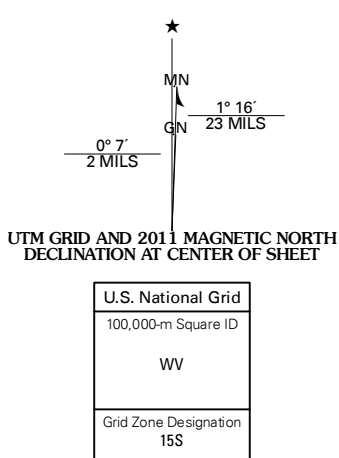 ★
MN
1° 16´
23 MILS
GN
0° 7´
2 MILS
UTM GRID AND 2011 MAGNETIC NORTH
DECLINATION AT CENTER OF SHEET
U.S. National Grid
100,000-m Square ID
WV
Grid Zone Designation
15S